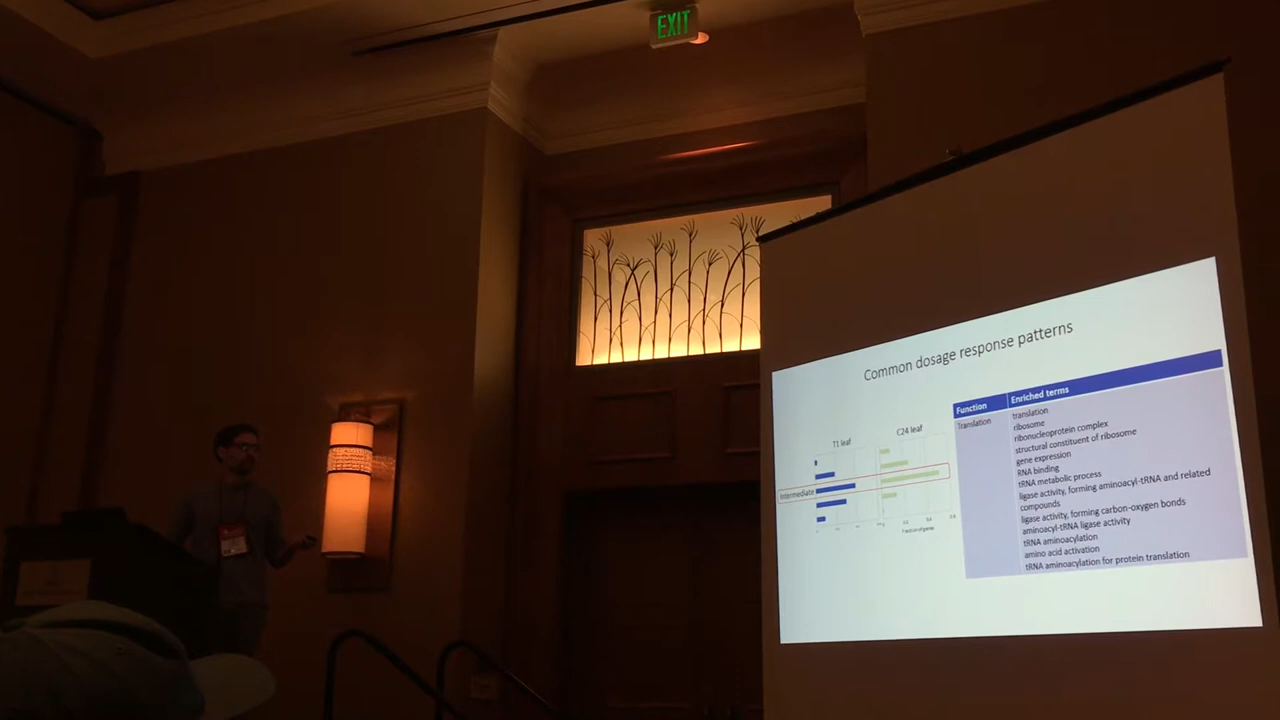 EXIT
Common dosage response patterns
T1 leaf
C24 leaf
Intermediate
Fraction of genes
Function
Enriched terms
Translation
translation
ribosome
ribonucleoprotein complex
structural constituent of ribosome
gene expression
RNA binding
tRNA metabolic process
ligase activity, forming aminoacyl-tRNA and related
compounds
ligase activity, forming carbon-oxygen bonds
aminoacyl-tRNA ligase activity
tRNA aminoacylation
amino acid activation
tRNA aminoacylation for protein translation